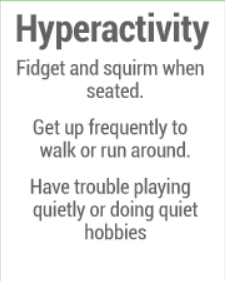 Hyperactivity
Fidget and squirm when
seated.
Get up frequently to
walk or run around.
Have trouble playing
quietly or doing quiet
hobbies